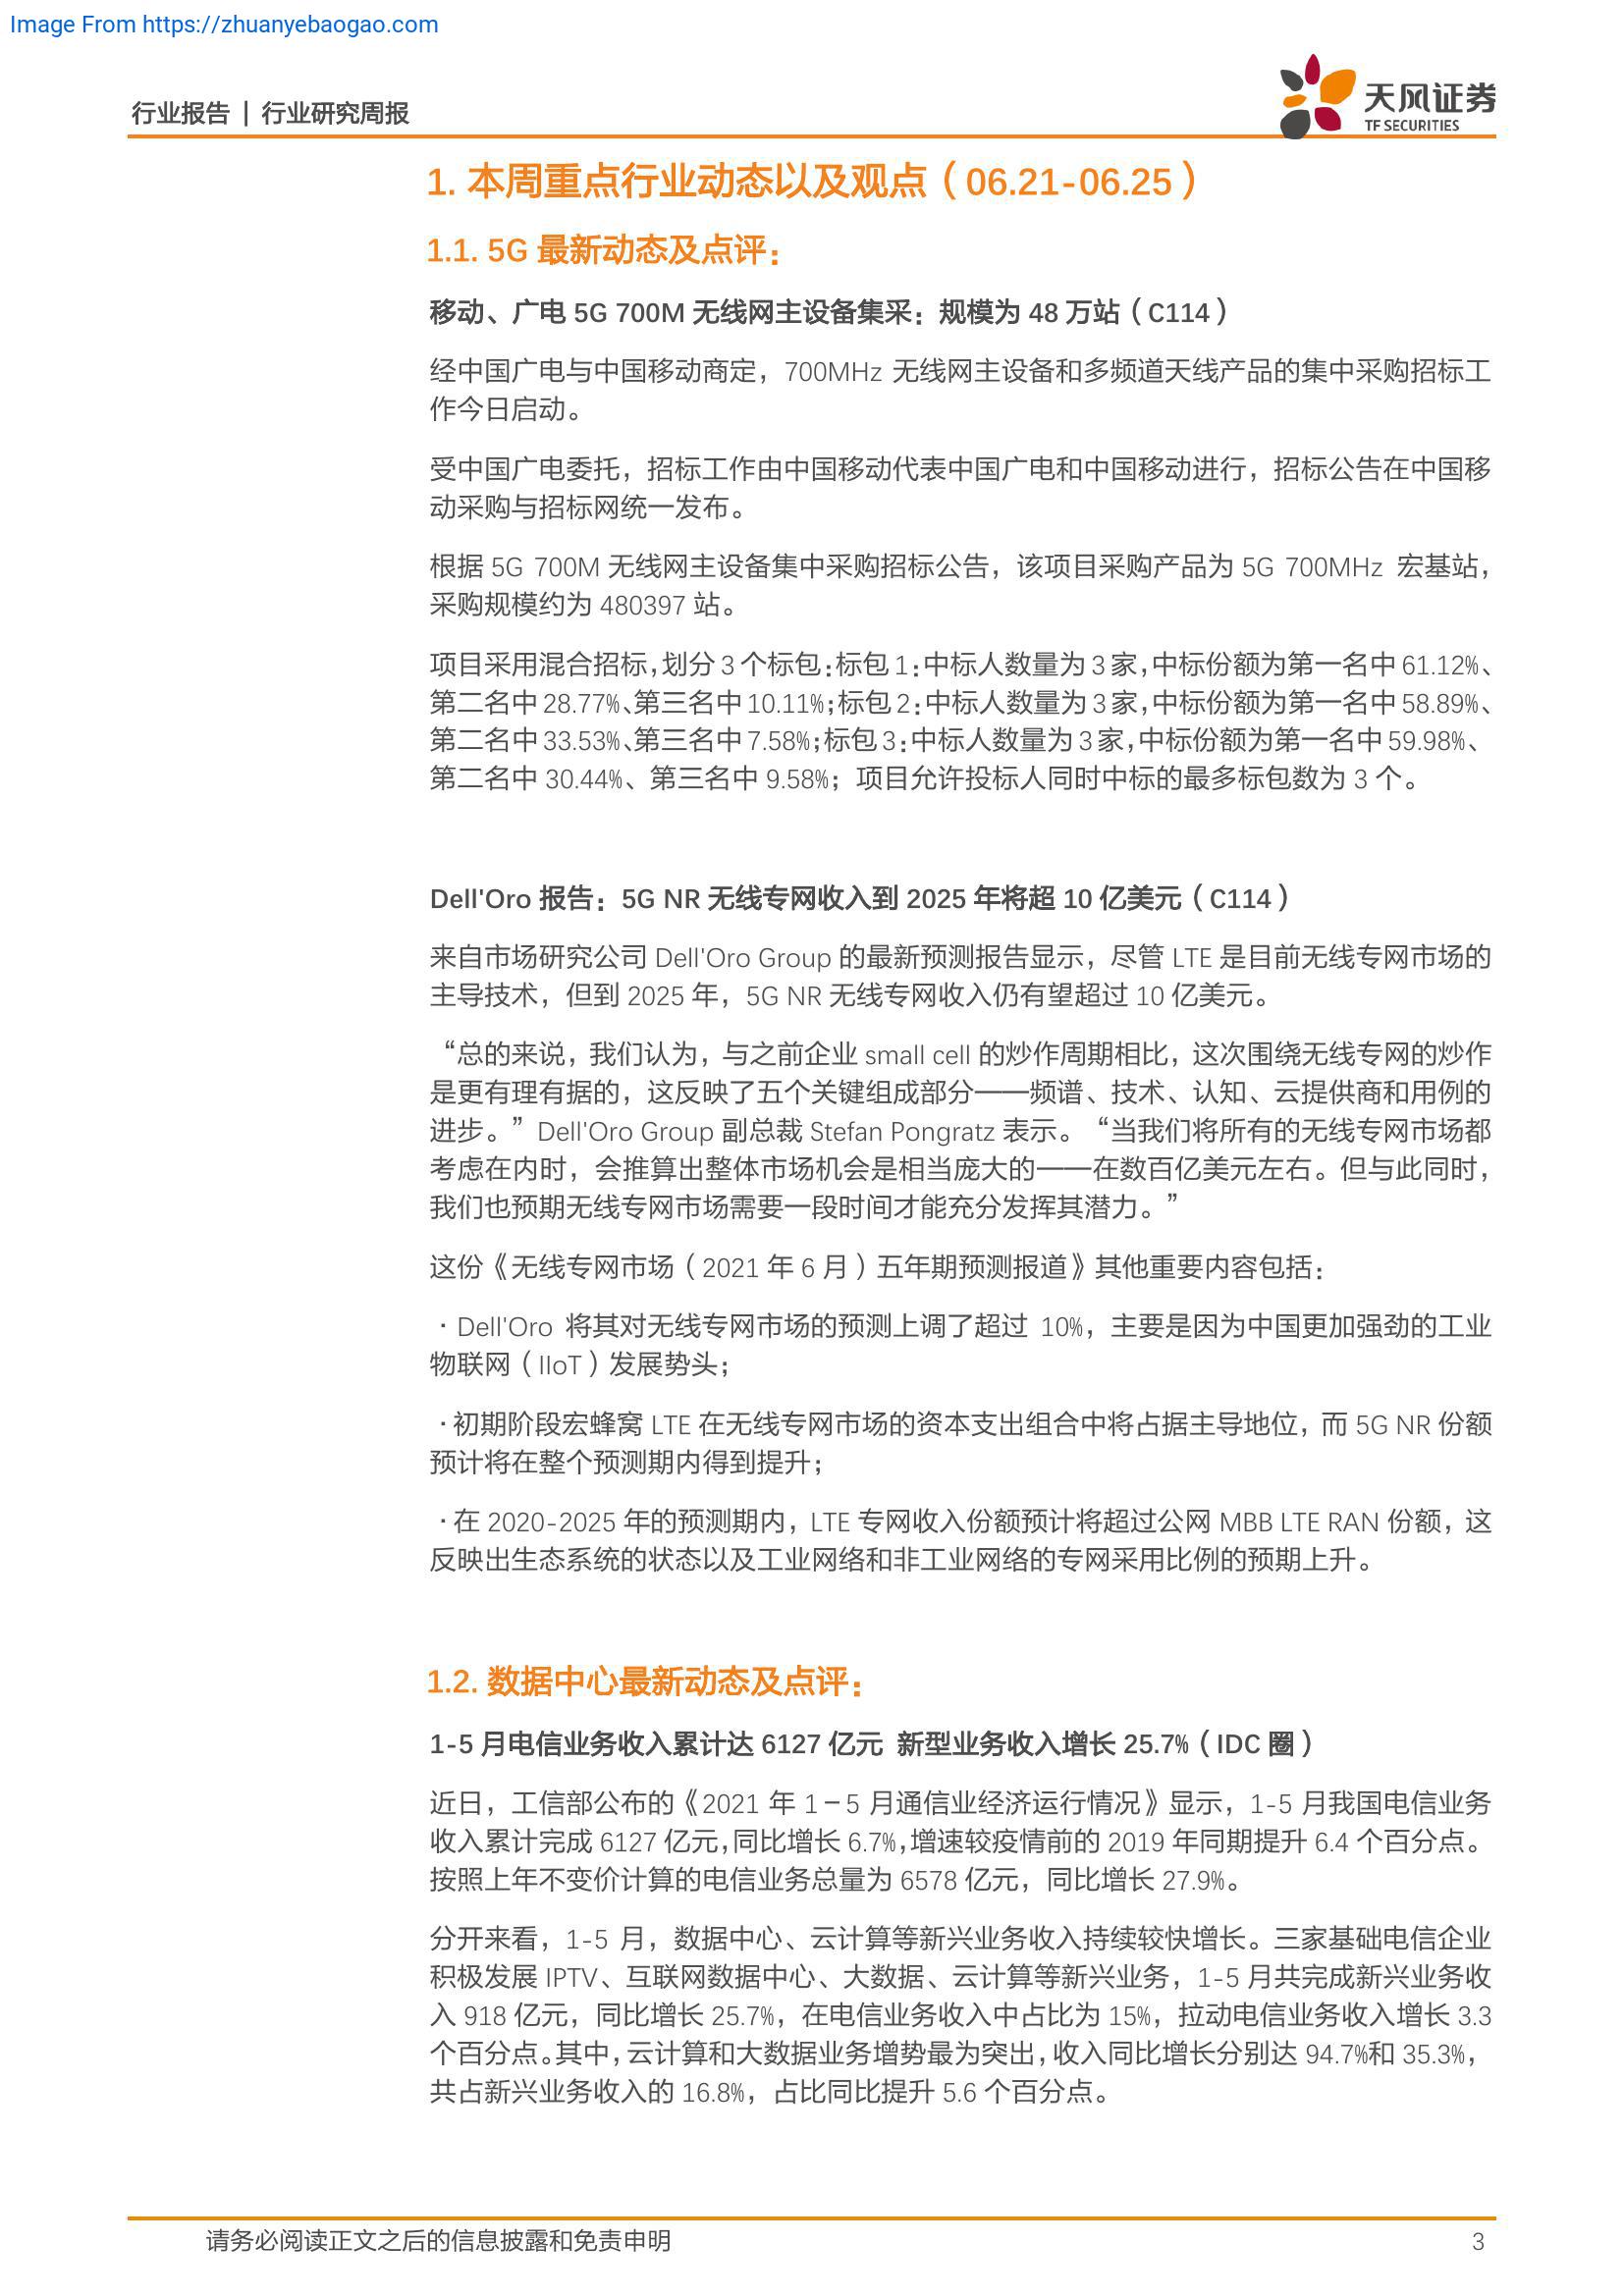 Image From https://zhuanyebaogao.com
行业报告 | 行业研究周报
天风证券
TF SECURITIES
1. 本周重点行业动态以及观点（06.21-06.25）
1.1. 5G 最新动态及点评：
移动、广电 5G 700M 无线网主设备集采：规模为 48 万站（C114）
经中国广电与中国移动商定，700MHz 无线网主设备和多频道天线产品的集中采购招标工
作今日启动。
受中国广电委托，招标工作由中国移动代表中国广电和中国移动进行，招标公告在中国移
动采购与招标网统一发布。
根据 5G 700M 无线网主设备集中采购招标公告，该项目采购产品为 5G 700MHz 宏基站，
采购规模约为 480397 站。
项目采用混合招标，划分 3 个标包：标包 1：中标人数量为 3 家，中标份额为第一名中 61.12%、
第二名中 28.77%、第三名中 10.11%；标包 2：中标人数量为 3 家，中标份额为第一名中 58.89%、
第二名中 33.53%、第三名中 7.58%；标包 3：中标人数量为 3 家，中标份额为第一名中 59.98%、
第二名中 30.44%、第三名中 9.58%；项目允许投标人同时中标的最多标包数为 3 个。
Dell'Oro 报告：5G NR 无线专网收入到 2025 年将超 10 亿美元（C114）
来自市场研究公司 Dell'Oro Group 的最新预测报告显示，尽管 LTE 是目前无线专网市场的
主导技术，但到 2025 年，5G NR 无线专网收入仍有望超过 10 亿美元。
“总的来说，我们认为，与之前企业 small cell 的炒作周期相比，这次围绕无线专网的炒作
是更有理有据的，这反映了五个关键组成部分——频谱、技术、认知、云提供商和用例的
进步。”Dell'Oro Group 副总裁 Stefan Pongratz 表示。“当我们将所有的无线专网市场都
考虑在内时，会推算出整体市场机会是相当庞大的——在数百亿美元左右。但与此同时，
我们也预期无线专网市场需要一段时间才能充分发挥其潜力。”
这份《无线专网市场（2021 年 6 月）五年期预测报道》其他重要内容包括：
·Dell'Oro 将其对无线专网市场的预测上调了超过 10%，主要是因为中国更加强劲的工业
物联网（IIoT）发展势头；
·初期阶段宏蜂窝 LTE 在无线专网市场的资本支出组合中将占据主导地位，而 5G NR 份额
预计将在整个预测期内得到提升；
·在 2020-2025 年的预测期内，LTE 专网收入份额预计将超过公网 MBB LTE RAN 份额，这
反映出生态系统的状态以及工业网络和非工业网络的专网采用比例的预期上升。
1.2. 数据中心最新动态及点评：
1-5 月电信业务收入累计达 6127 亿元 新型业务收入增长 25.7%（IDC 圈）
近日，工信部公布的《2021 年 1－5 月通信业经济运行情况》显示，1-5 月我国电信业务
收入累计完成 6127 亿元，同比增长 6.7%，增速较疫情前的 2019 年同期提升 6.4 个百分点。
按照上年不变价计算的电信业务总量为 6578 亿元，同比增长 27.9%。
分开来看，1-5 月，数据中心、云计算等新兴业务收入持续较快增长。三家基础电信企业
积极发展 IPTV、互联网数据中心、大数据、云计算等新兴业务，1-5 月共完成新兴业务收
入 918 亿元，同比增长 25.7%，在电信业务收入中占比为 15%，拉动电信业务收入增长 3.3
个百分点。其中，云计算和大数据业务增势最为突出，收入同比增长分别达 94.7%和 35.3%，
共占新兴业务收入的 16.8%，占比同比提升 5.6 个百分点。
请务必阅读正文之后的信息披露和免责申明
3